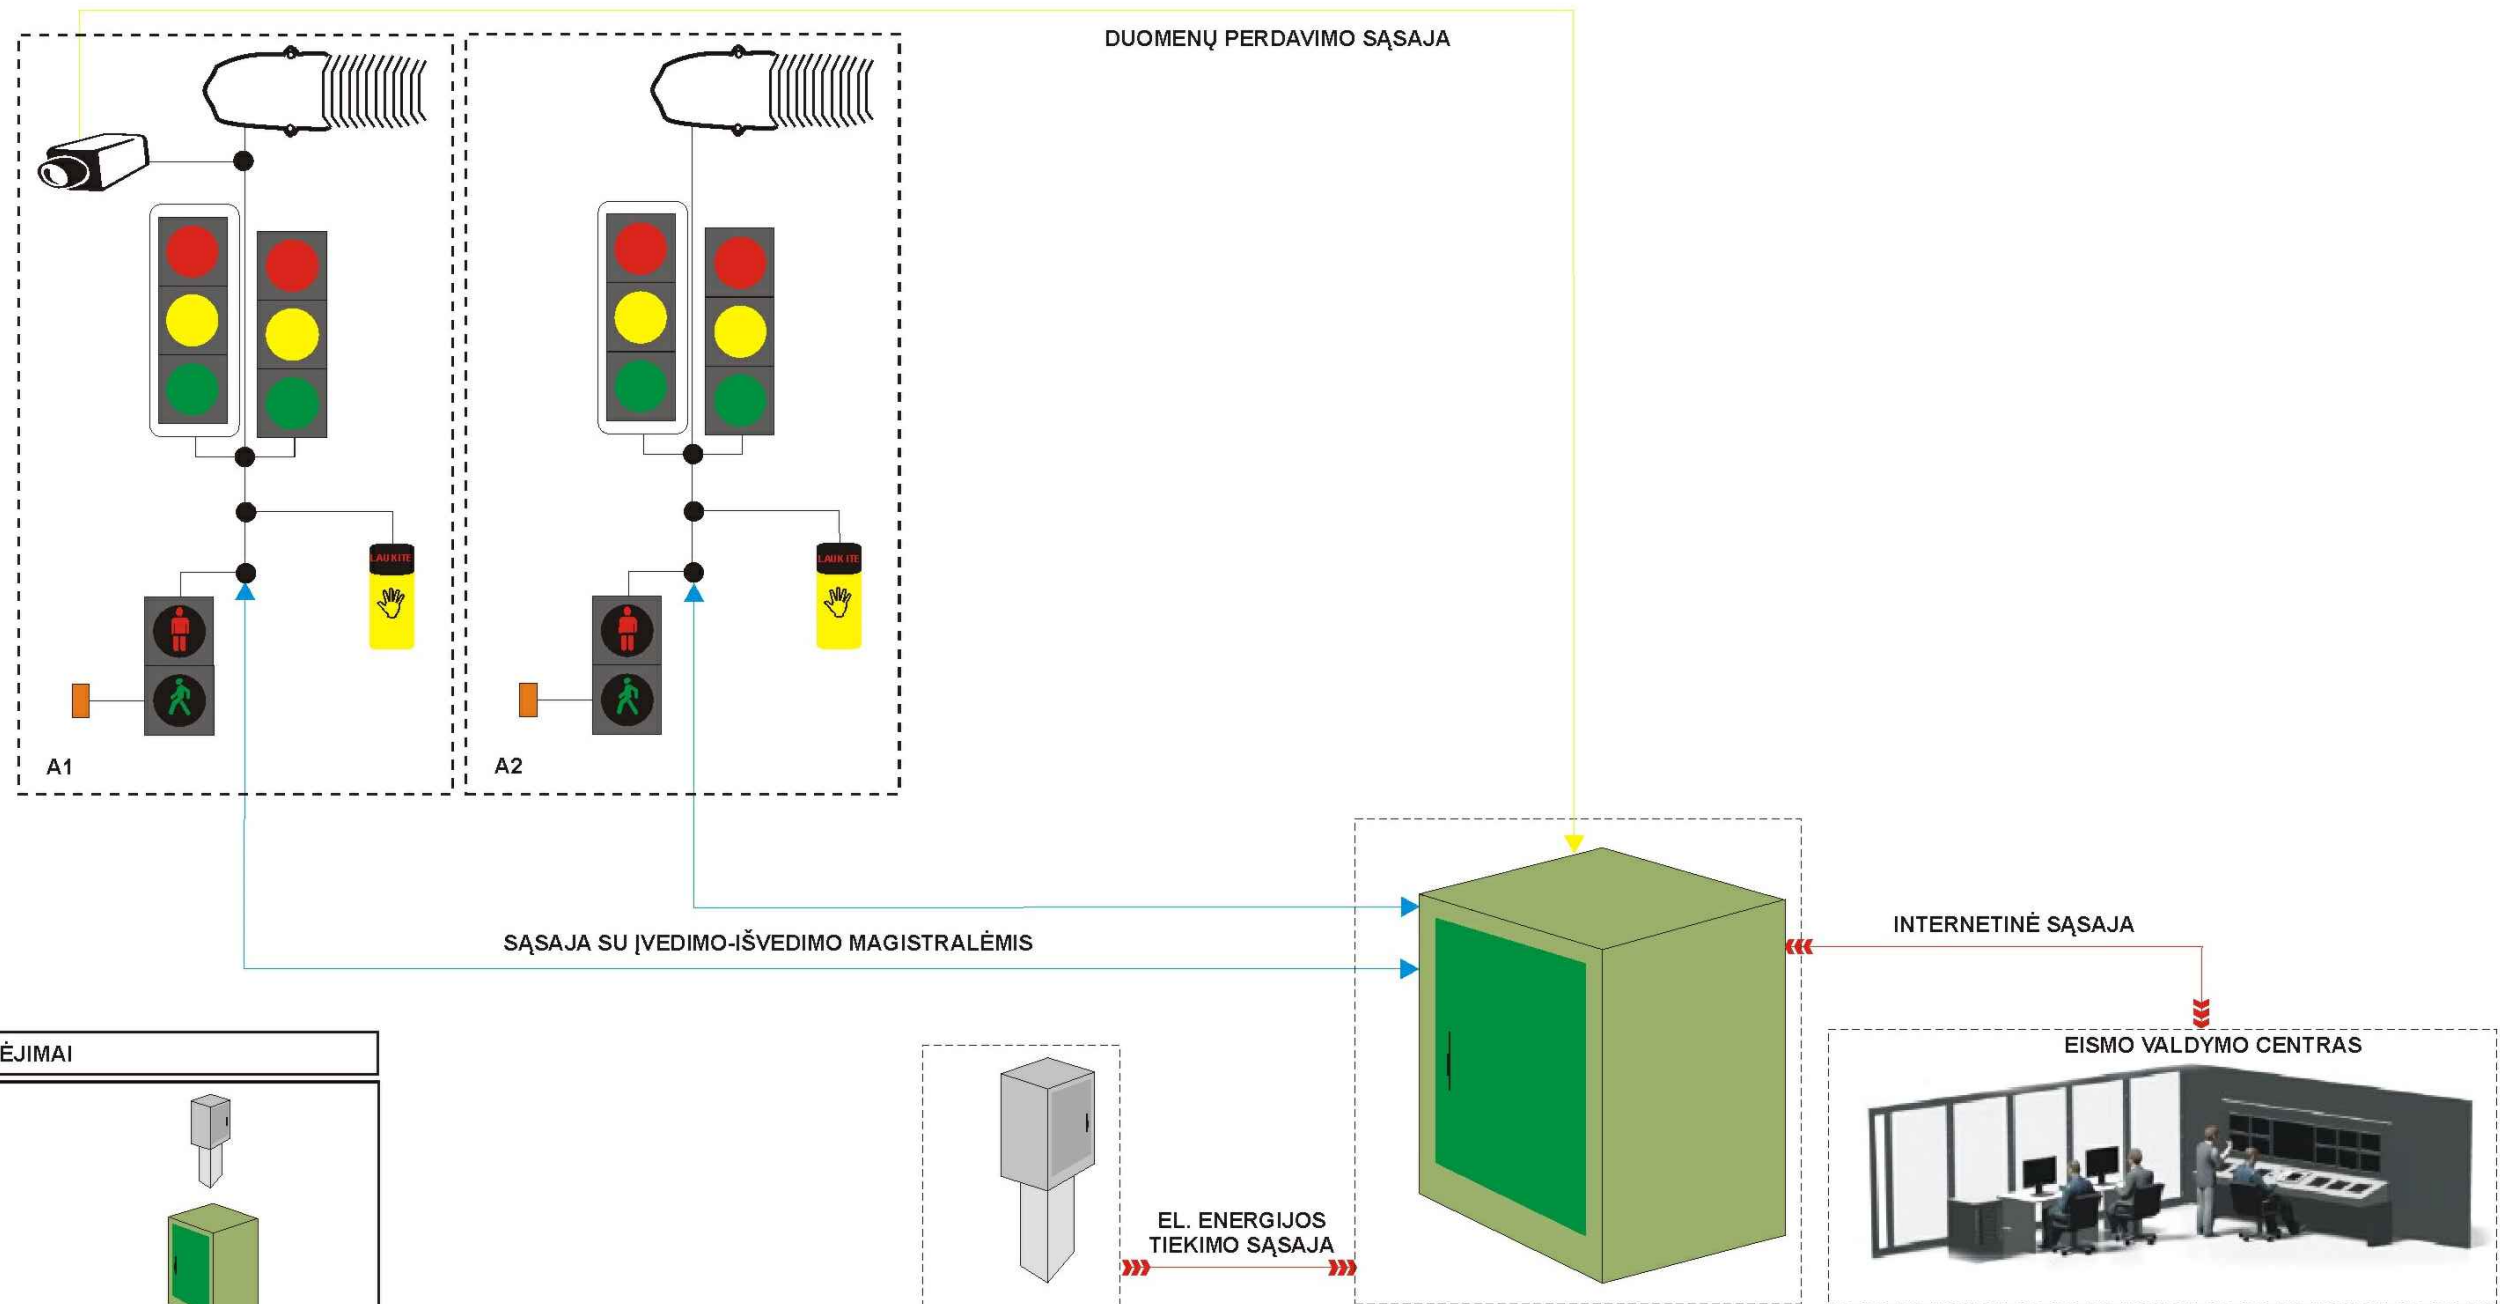 DUOMENŲ PERDAVIMO SĄSAJA
LAUKITE
LAUKITE
A1
A2
SĄSAJA SU ĮVEDIMO-IŠVEDIMO MAGISTRALĖMIS
INTERNETINĖ SĄSAJA
EISMO VALDYMO CENTRAS
ĖJIMAI
EL. ENERGIJOS
TIEKIMO SĄSAJA